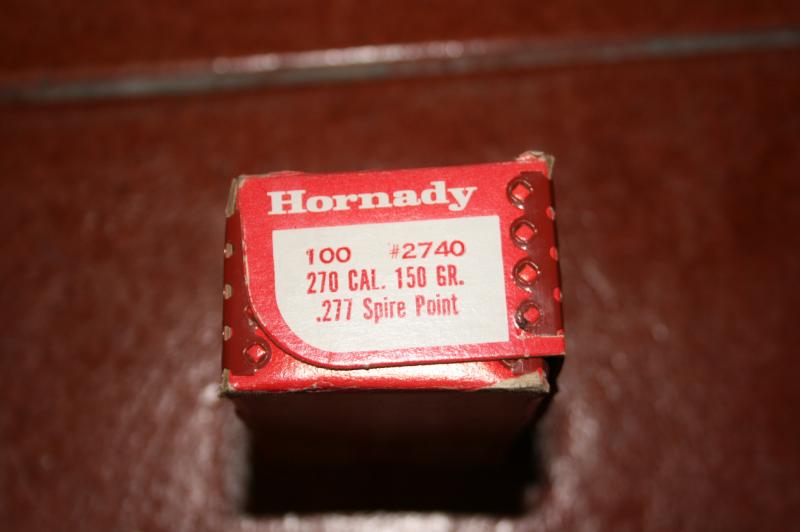 Hornady
100 #2740
270 CAL. 150 GR.
.277 Spire Point